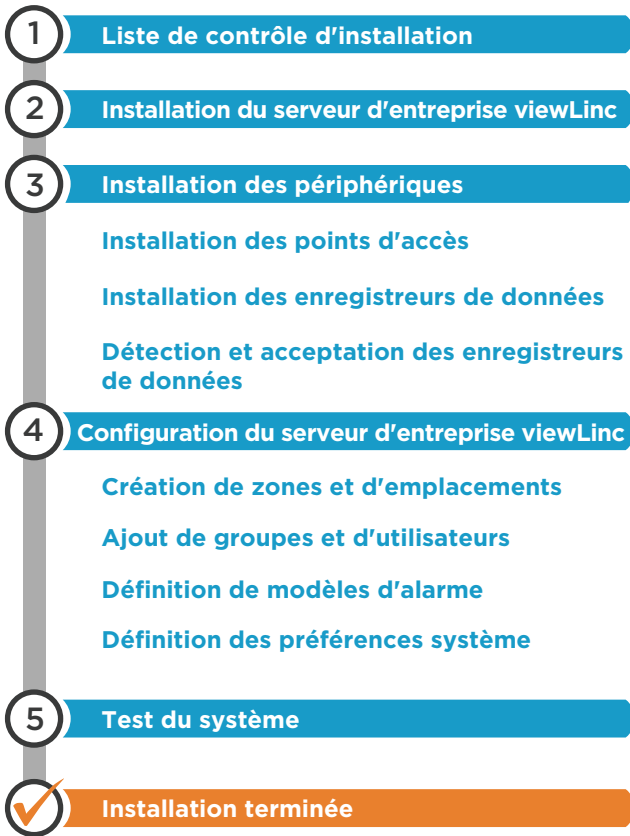 1 Liste de contrôle d'installation
2 Installation du serveur d'entreprise viewLinc
3 Installation des périphériques
Installation des points d'accès
Installation des enregistreurs de données
Détection et acceptation des enregistreurs
de données
4 Configuration du serveur d'entreprise viewLinc
Création de zones et d'emplacements
Ajout de groupes et d'utilisateurs
Définition de modèles d'alarme
Définition des préférences système
5 Test du système
Installation terminée